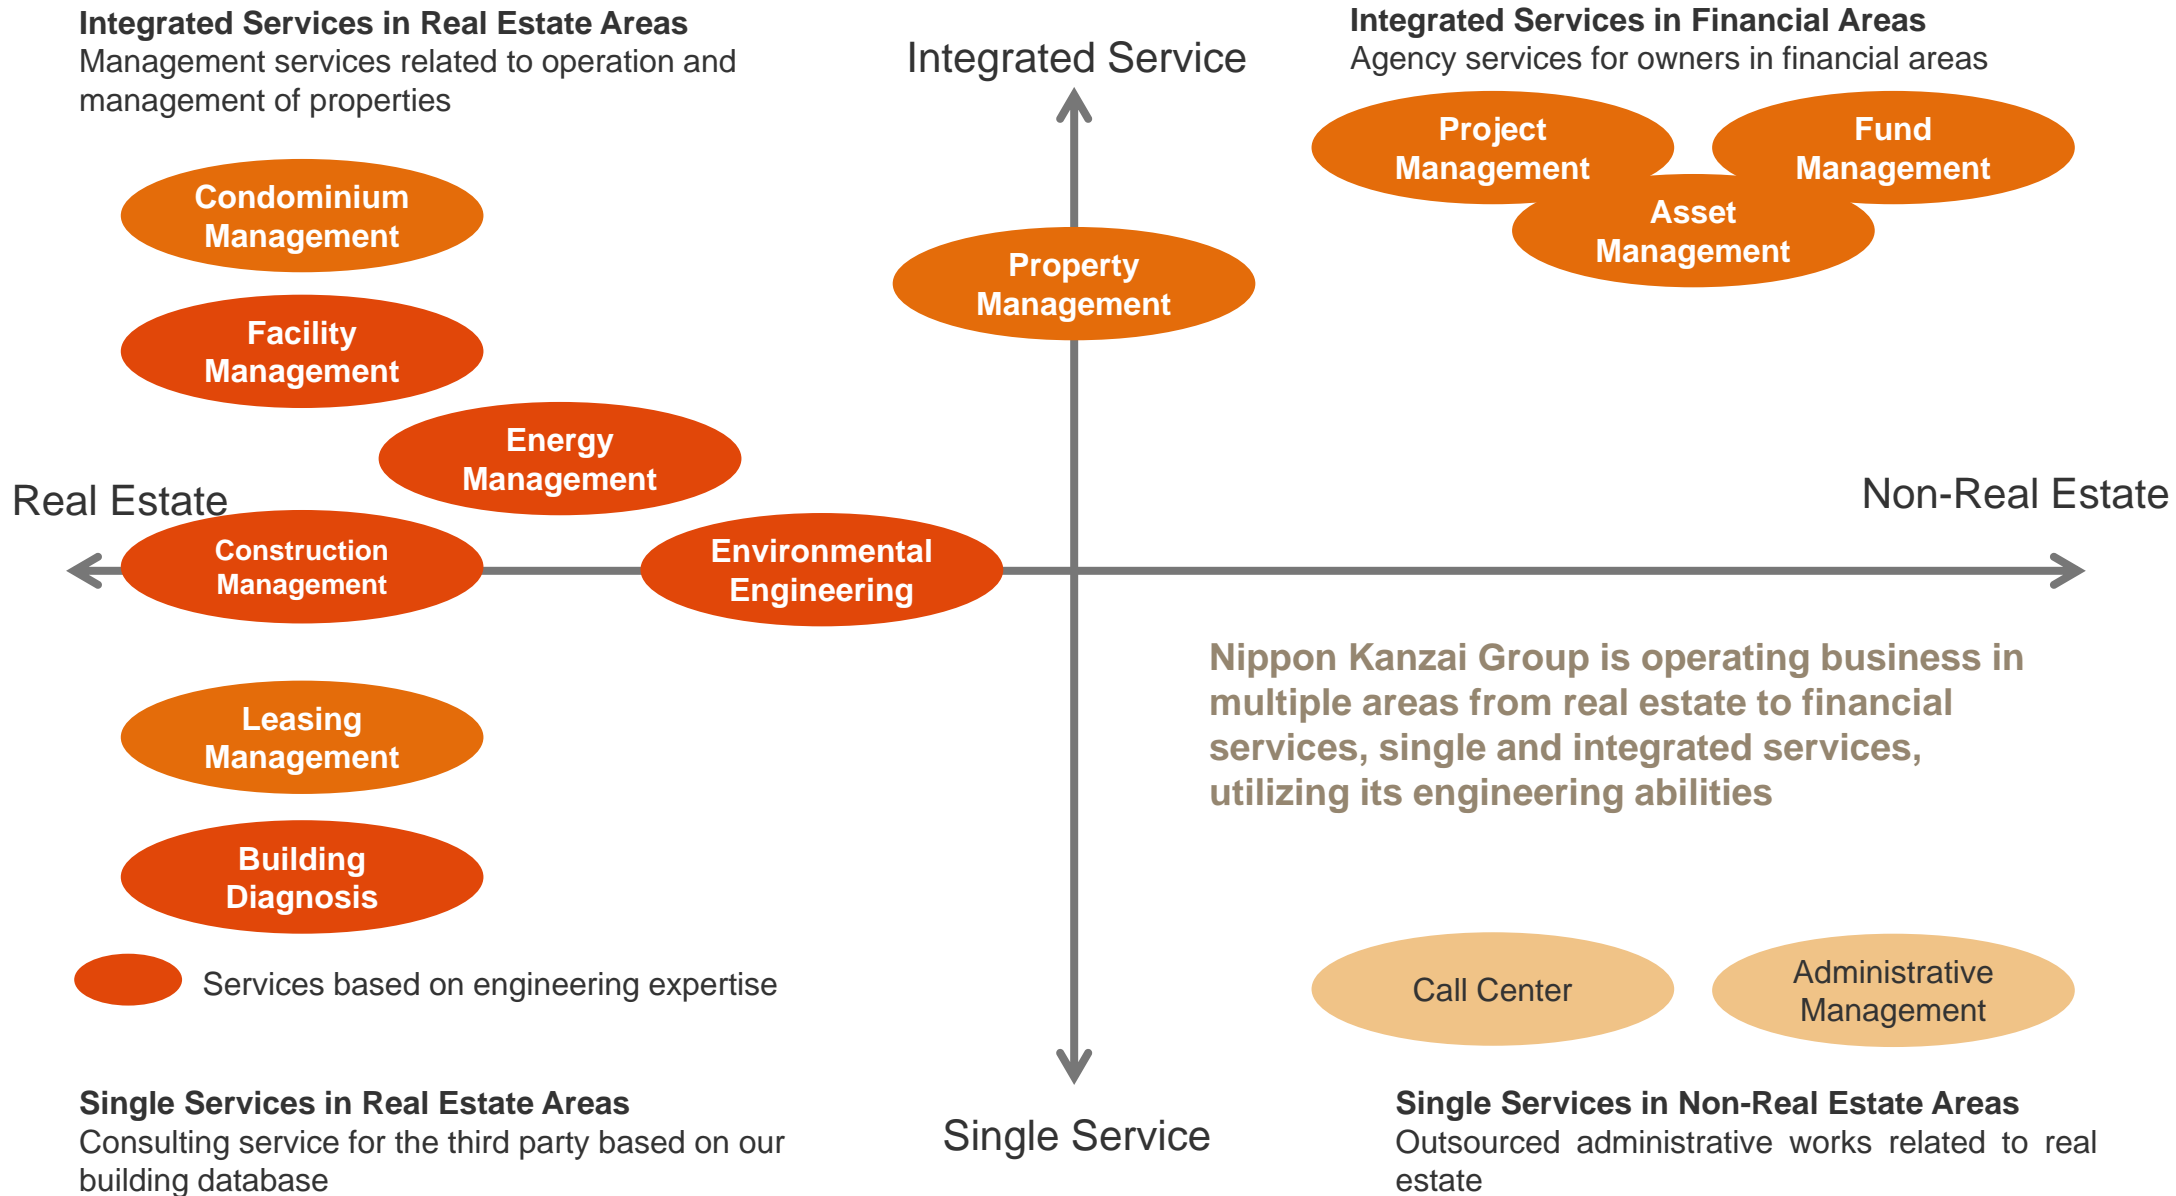 Integrated Services in Real Estate Areas
Management services related to operation and
management of properties
Integrated Service
Integrated Services in Financial Areas
Agency services for owners in financial areas
Project
Management
Fund
Management
Asset
Management
Condominium
Management
Property
Management
Facility
Management
Energy
Management
Real Estate
Non-Real Estate
Construction
Management
Environmental
Engineering
Nippon Kanzai Group is operating business in
multiple areas from real estate to financial
services, single and integrated services,
utilizing its engineering abilities
Leasing
Management
Building
Diagnosis
Services based on engineering expertise
Call Center
Administrative
Management
Single Services in Real Estate Areas
Consulting service for the third party based on our
building database
Single Service
Single Services in Non-Real Estate Areas
Outsourced administrative works related to real
estate